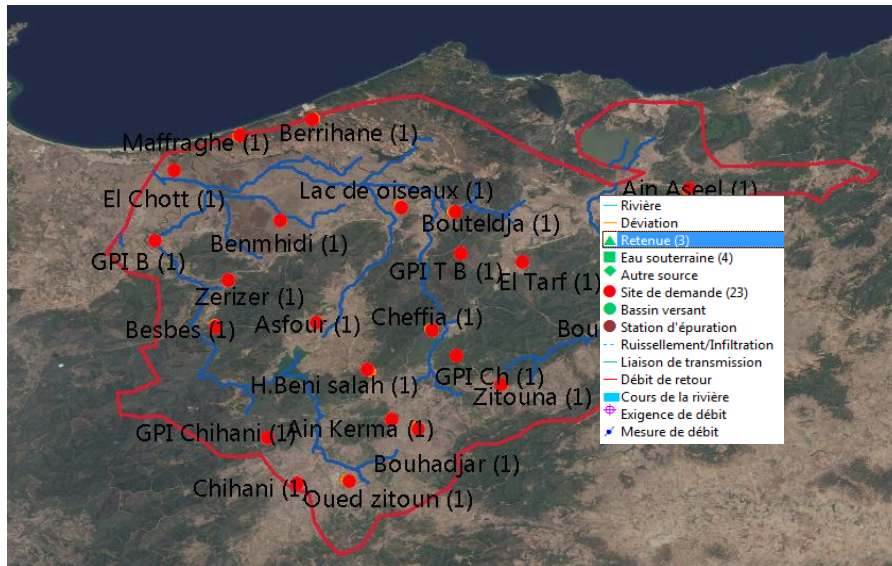 Maffraghe (1)
Berrihane (1)
El Chott (1)
Lac de oiseaux (1)
Ain Aseel (1)
Benmhidi (1)
Bouteldja (1)
GPI B (1)
GPI T B (1)
El Tarf (1)
Zerizer (1)
Besbes (1)
Asfour (1)
Cheffia (1)
Bou
H.Beni salah (1)
GPI Ch (1)
Zitouna (1)
GPI Chihani (1)
Ain Kerma (1)
Bouhadjar (1)
Chihani (1)
Oued zitoun (1)
Rivière
Déviation
Retenue (3)
Eau souterraine (4)
Autre source
Site de demande (23)
Bassin versant
Station d'épuration
Ruissellement/Infiltration
Liaison de transmission
Débit de retour
Cours de la rivière
Exigence de débit
Mesure de débit